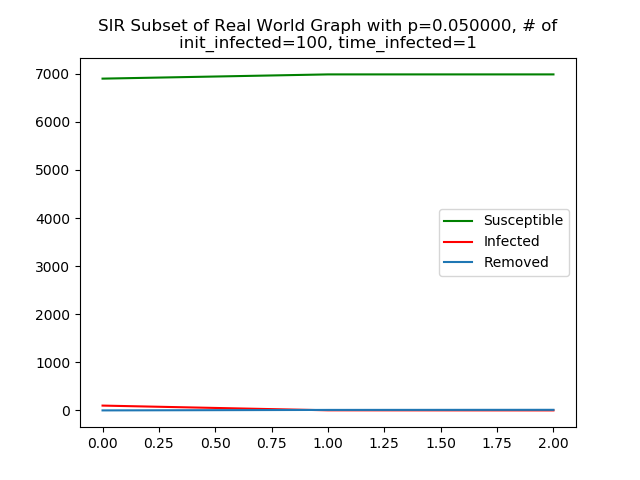 SIR Subset of Real World Graph with p=0.050000, # of
init_infected=100, time_infected=1
7000
6000
5000
4000
3000
2000
1000
0
Susceptible
Infected
Removed
0.00 0.25 0.50 0.75 1.00 1.25 1.50 1.75 2.00